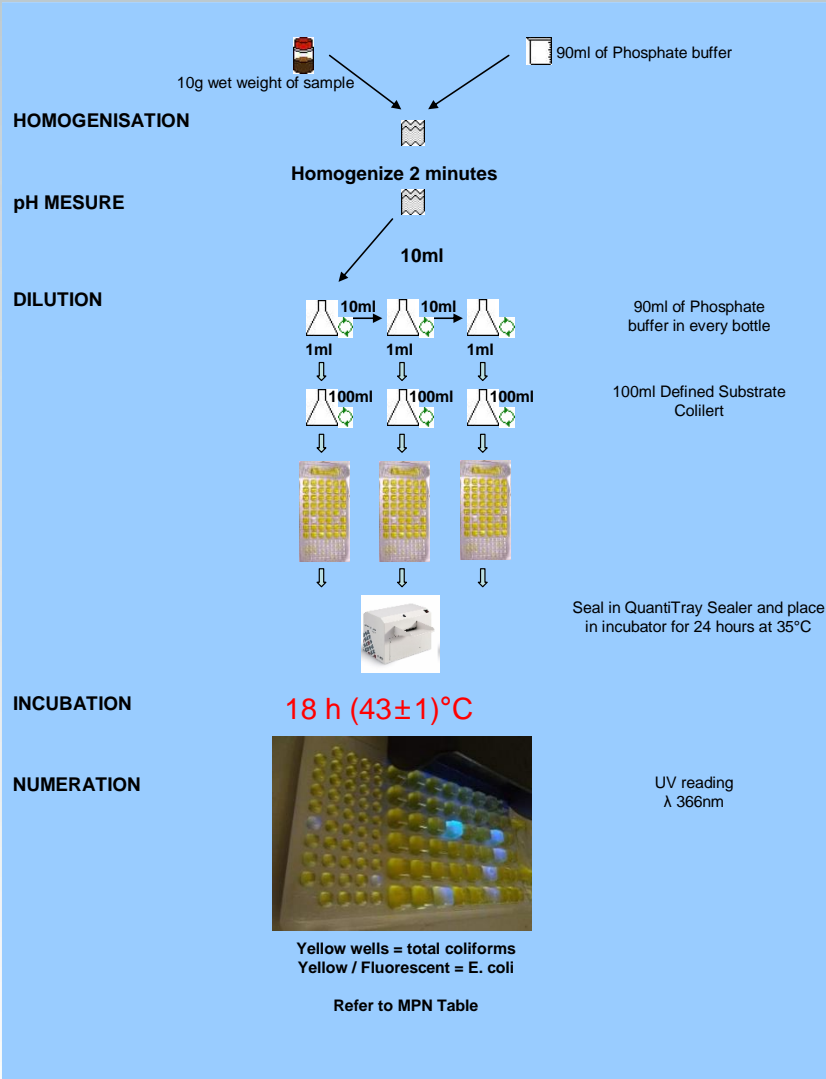 90ml of Phosphate buffer
10g wet weight of sample
HOMOGENISATION
Homogenize 2 minutes
pH MESURE
10ml
DILUTION
10ml 10ml
90ml of Phosphate
buffer in every bottle
1ml 1ml 1ml
100ml 100ml 100ml
100ml Defined Substrate
Colilert
Seal in QuantiTray Sealer and place
in incubator for 24 hours at 35°C
INCUBATION
18 h (43±1)°C
NUMERATION
UV reading
λ 366nm
Yellow wells = total coliforms
Yellow / Fluorescent = E. coli
Refer to MPN Table